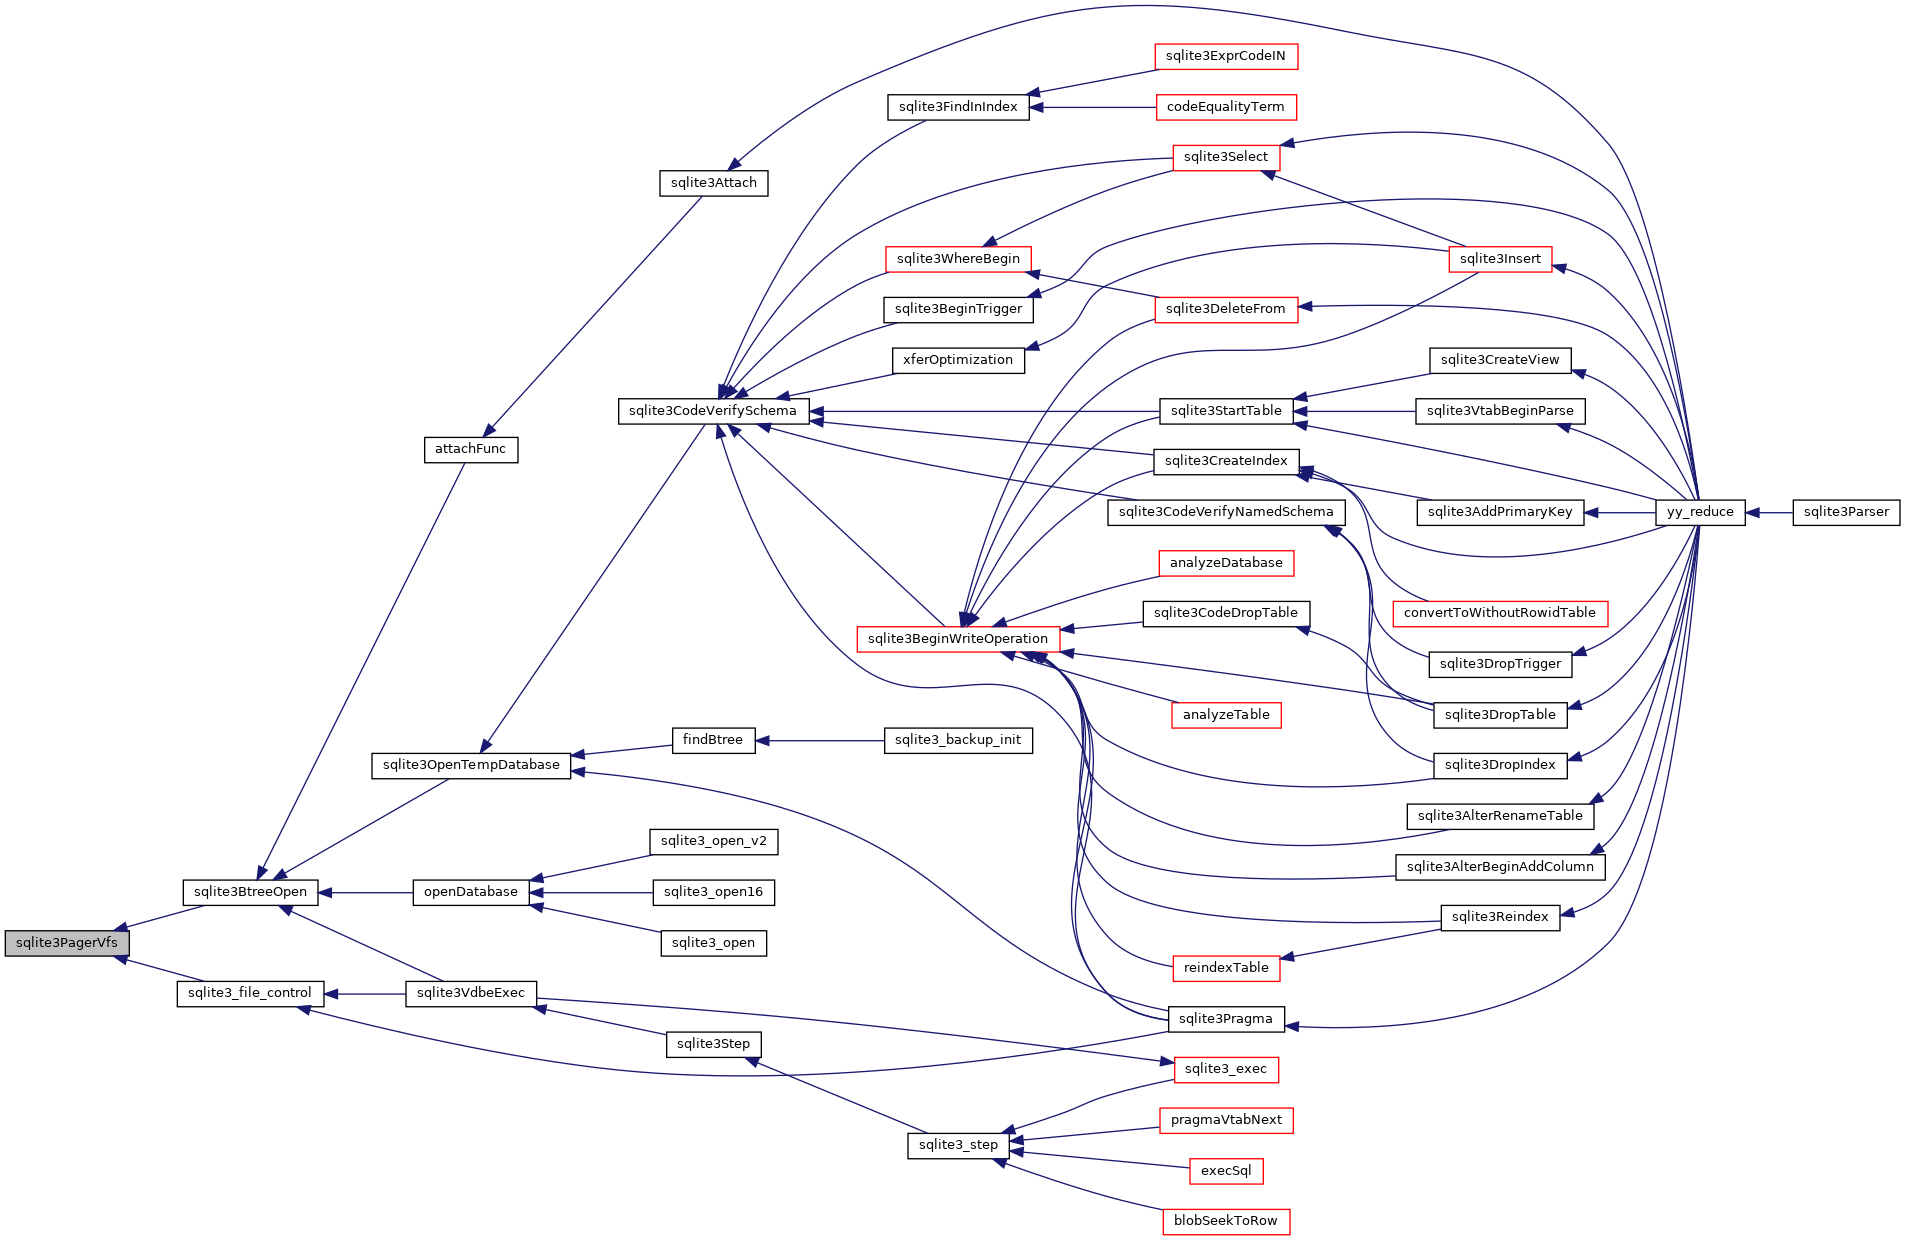 sqlite3ExprCodeIN
sqlite3FindInIndex
codeEqualityTerm
sqlite3Select
sqlite3Attach
sqlite3WhereBegin
sqlite3Insert
sqlite3BeginTrigger
sqlite3DeleteFrom
xferOptimization
sqlite3CreateView
sqlite3CodeVerifySchema
sqlite3StartTable
sqlite3VtabBeginParse
attachFunc
sqlite3CreateIndex
sqlite3CodeVerifyNamedSchema
sqlite3AddPrimaryKey
yy_reduce
sqlite3Parser
analyzeDatabase
sqlite3CodeDropTable
convertToWithoutRowidTable
sqlite3BeginWriteOperation
sqlite3DropTrigger
analyzeTable
sqlite3DropTable
findBtree
sqlite3_backup_init
sqlite3OpenTempDatabase
sqlite3DropIndex
sqlite3AlterRenameTable
sqlite3_open_v2
sqlite3AlterBeginAddColumn
sqlite3BtreeOpen
openDatabase
sqlite3_open16
sqlite3Reindex
sqlite3PagerVfs
sqlite3_open
reindexTable
sqlite3_file_control
sqlite3VdbeExec
sqlite3Pragma
sqlite3Step
sqlite3_exec
pragmaVtabNext
sqlite3_step
execSql
blobSeekToRow